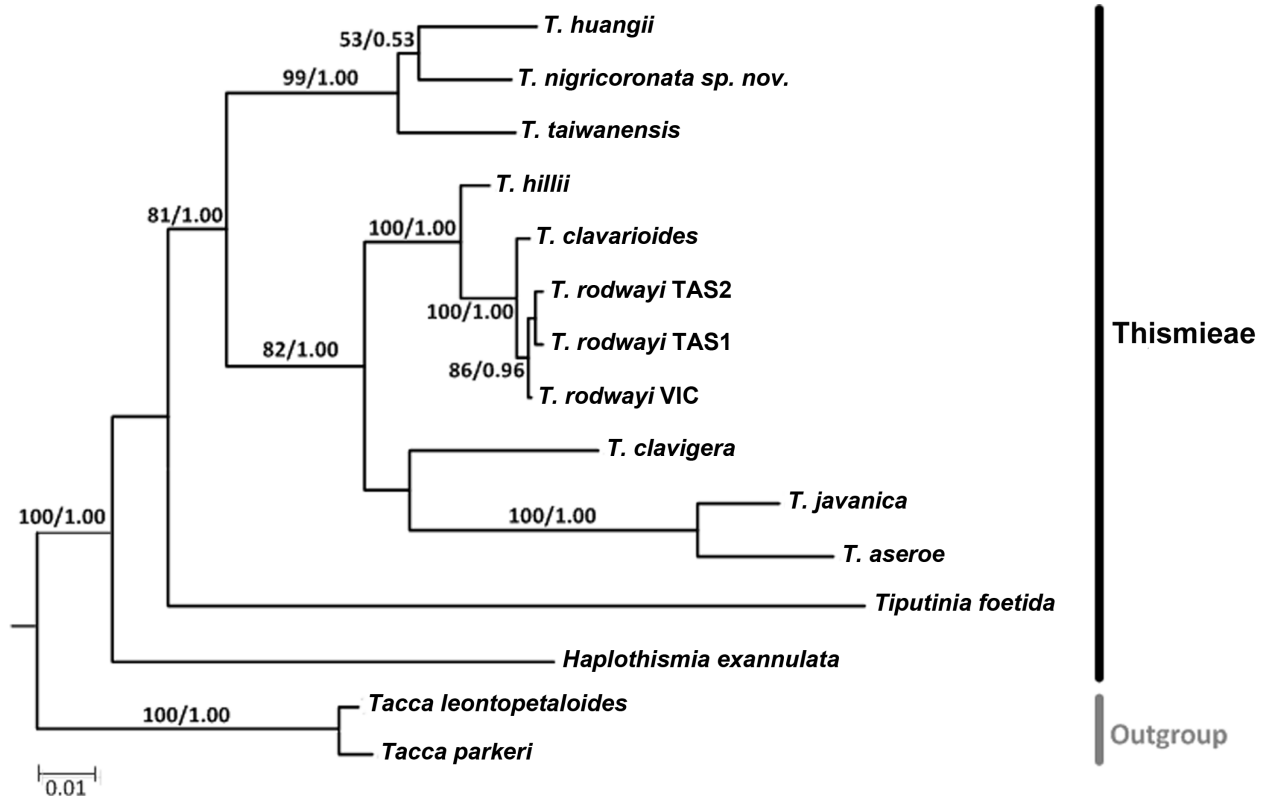 T. huangii
53/0.53
99/1.00
T. nigricoronata sp. nov.
T. taiwanensis
T. hillii
81/1.00
100/1.00
T. clavarioides
T. rodwayi TAS2
100/1.00
T. rodwayi TAS1
Thismieae
82/1.00
86/0.96
T. rodwayi VIC
T. clavigera
T. javanica
100/1.00
100/1.00
T. aseroe
Tiputinia foetida
Haplothismia exannulata
Tacca leontopetaloides
100/1.00
Outgroup
Tacca parkeri
0.01